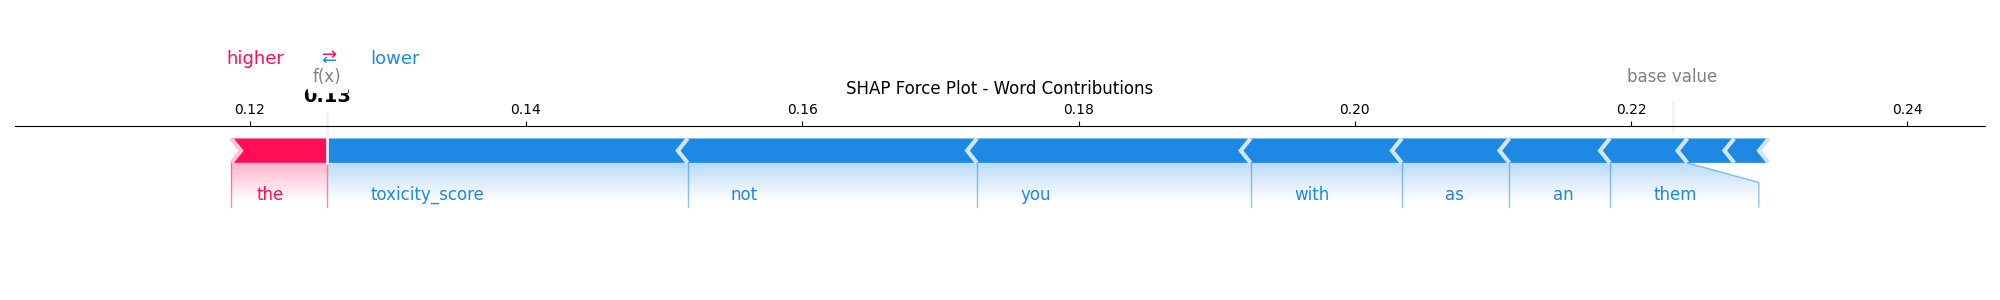 higher ⇄ lower
f(x)
base value
SHAP Force Plot - Word Contributions
0.13
0.12 0.14 0.16 0.18 0.20 0.22 0.24
the toxicity_score not you with as an them